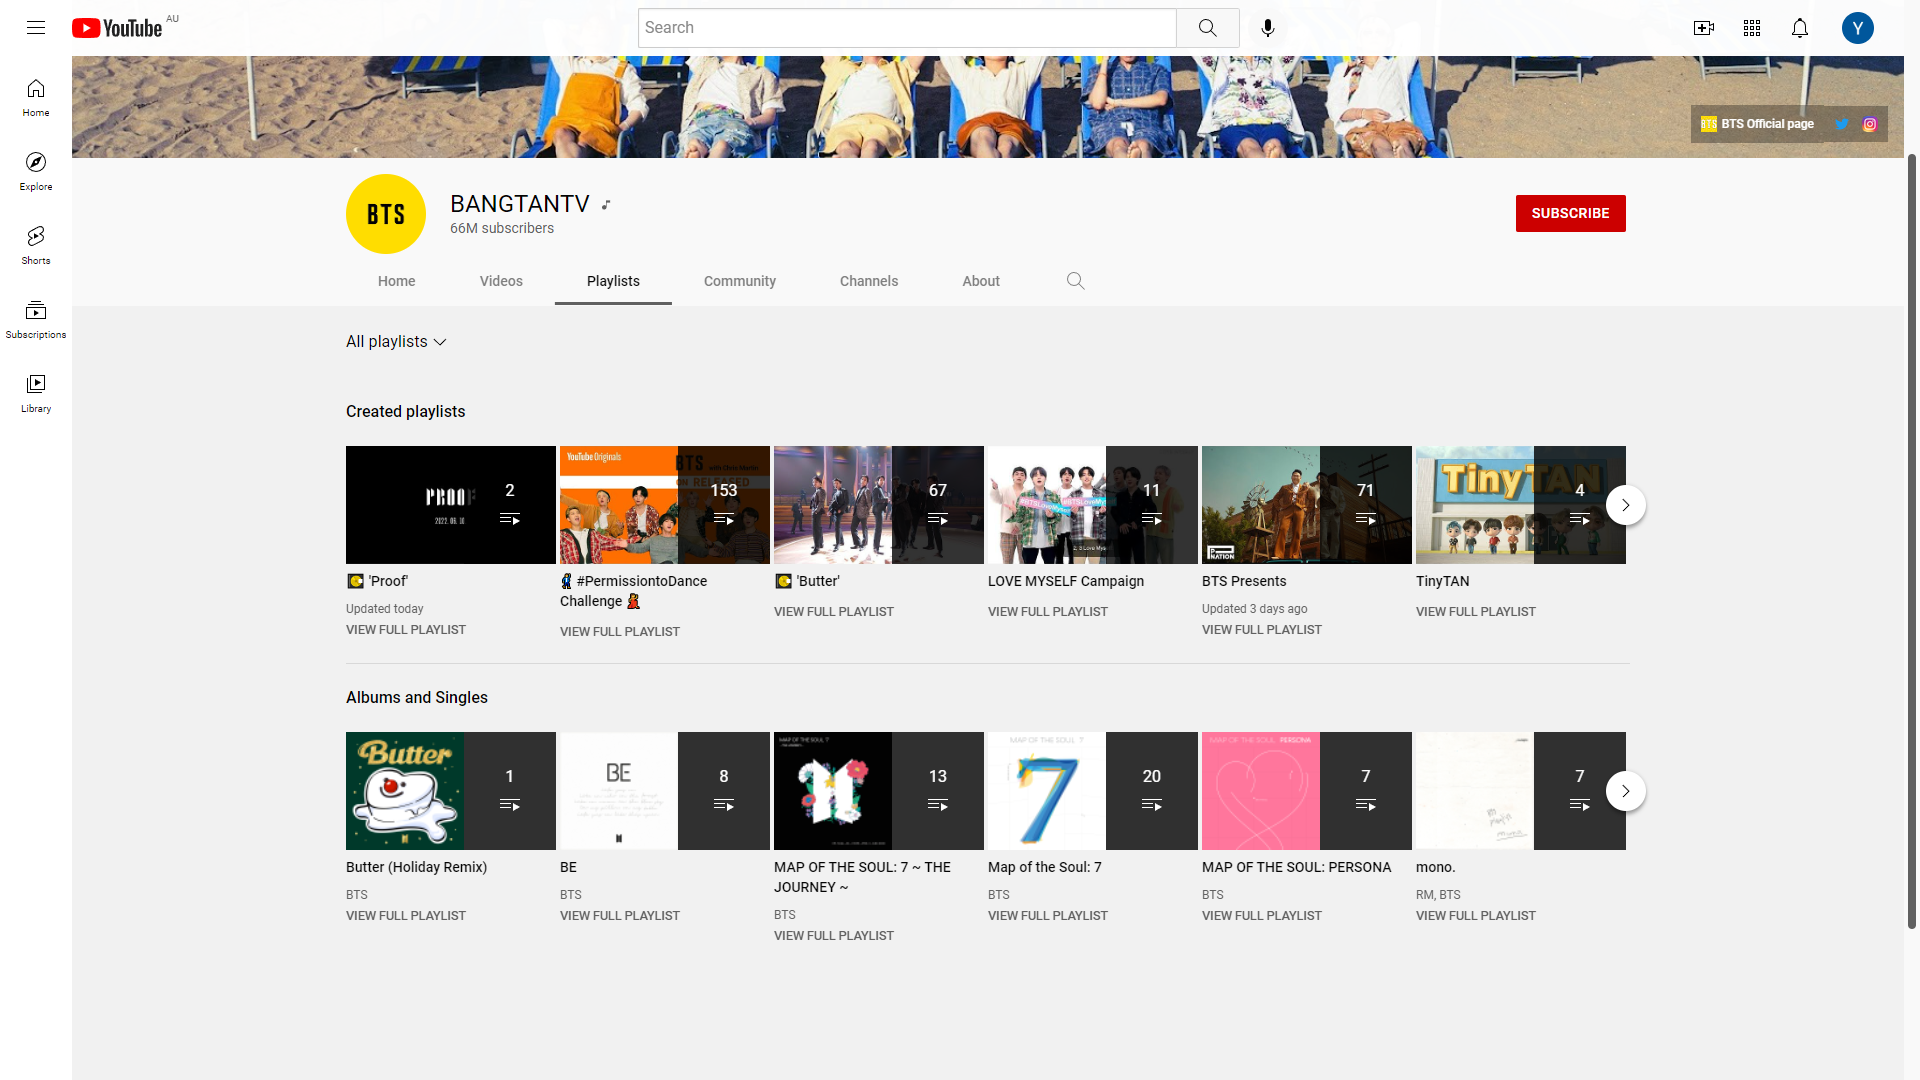 YouTube AU
Search
Y
Home
Explore
Shorts
Subscriptions
Library
BTS Official page
BTS
BANGTANTV
66M subscribers
SUBSCRIBE
Home Videos Playlists Community Channels About
All playlists
Created playlists
PROOF
2022. 06. 10
2
YouTube Originals
BTS
RELEASED
153
67
11
P NATION
71
TinyTAN
4
'Proof'
Updated today
VIEW FULL PLAYLIST
#PermissiontoDance
Challenge
VIEW FULL PLAYLIST
'Butter'
VIEW FULL PLAYLIST
LOVE MYSELF Campaign
VIEW FULL PLAYLIST
BTS Presents
Updated 3 days ago
VIEW FULL PLAYLIST
TinyTAN
VIEW FULL PLAYLIST
Albums and Singles
Butter
1
BE
8
MAP OF THE SOUL 7
13
MAP OF THE SOUL 7
7
20
MAP OF THE SOUL PERSONA
7
7
Butter (Holiday Remix)
BTS
VIEW FULL PLAYLIST
BE
BTS
VIEW FULL PLAYLIST
MAP OF THE SOUL: 7 ~ THE
JOURNEY ~
BTS
VIEW FULL PLAYLIST
Map of the Soul: 7
BTS
VIEW FULL PLAYLIST
MAP OF THE SOUL: PERSONA
BTS
VIEW FULL PLAYLIST
mono.
RM, BTS
VIEW FULL PLAYLIST